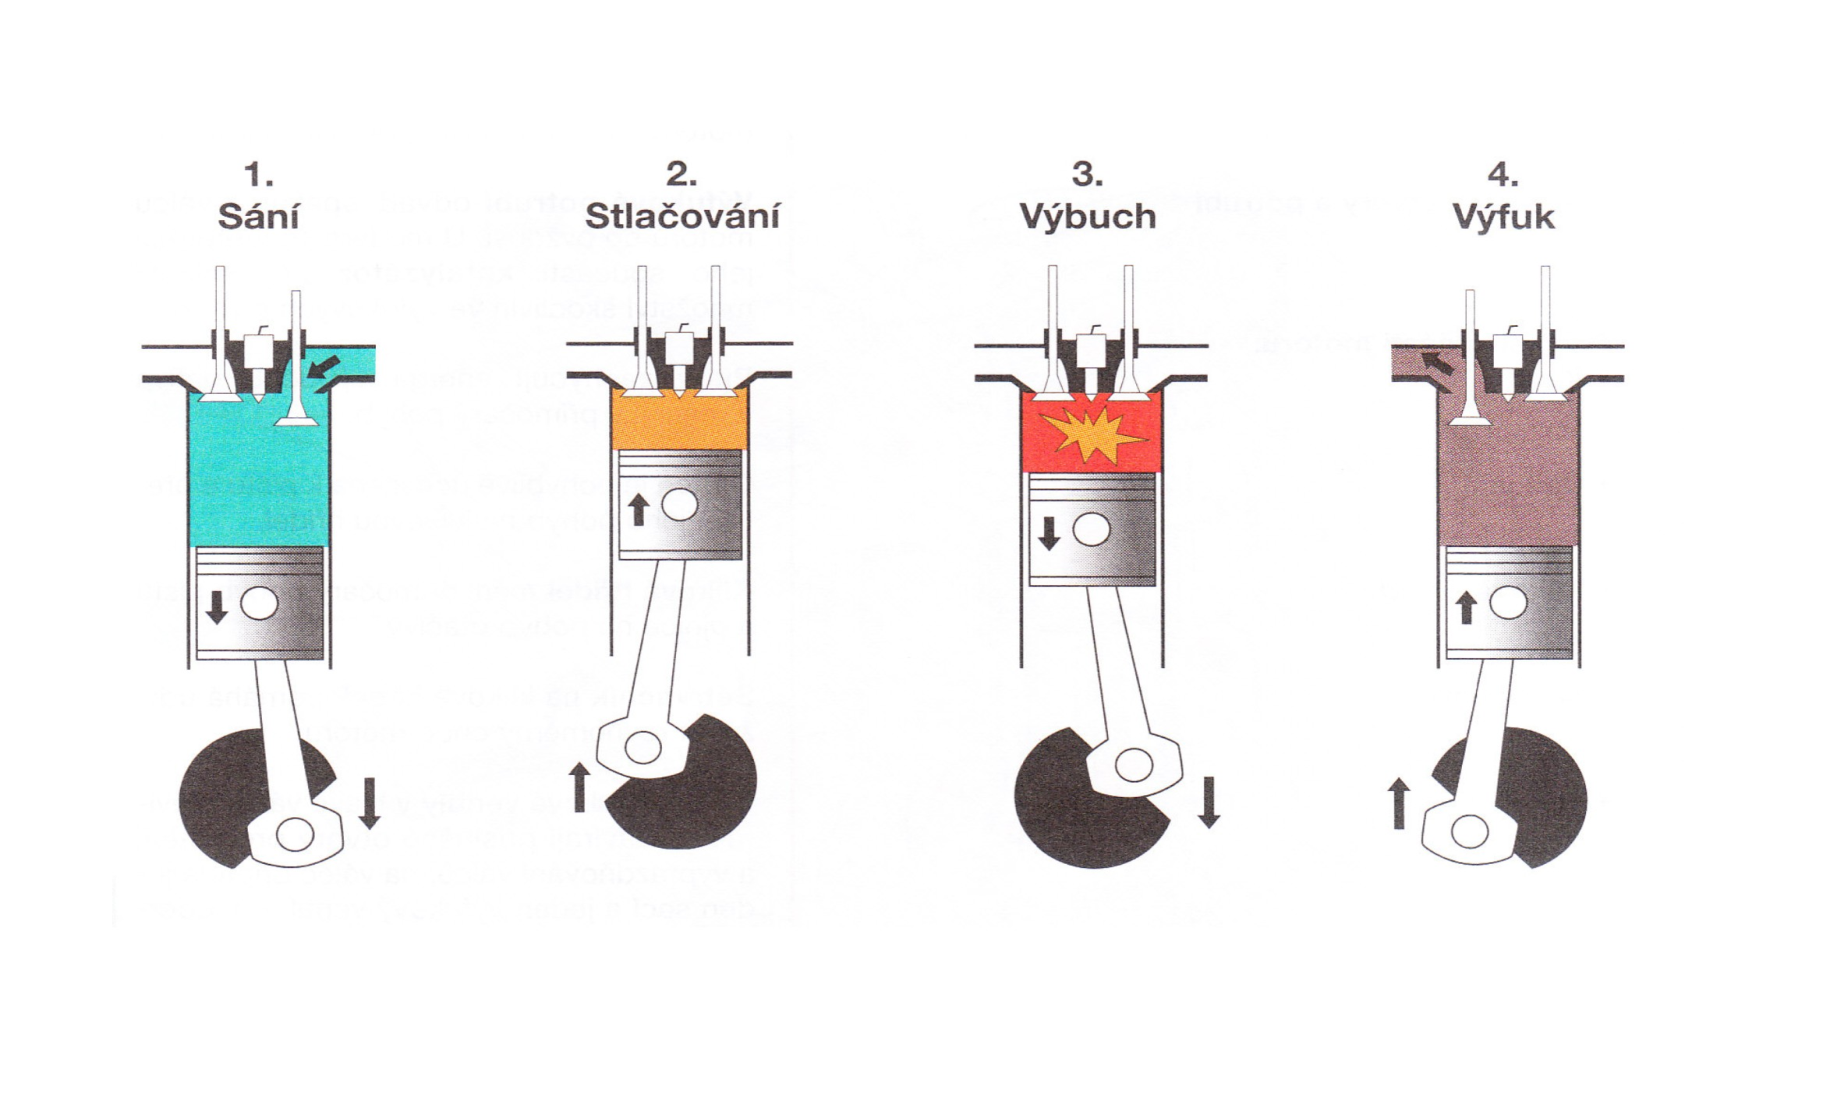 1.
Sání
2.
Stlačování
3.
Výbuch
4.
Výfuk